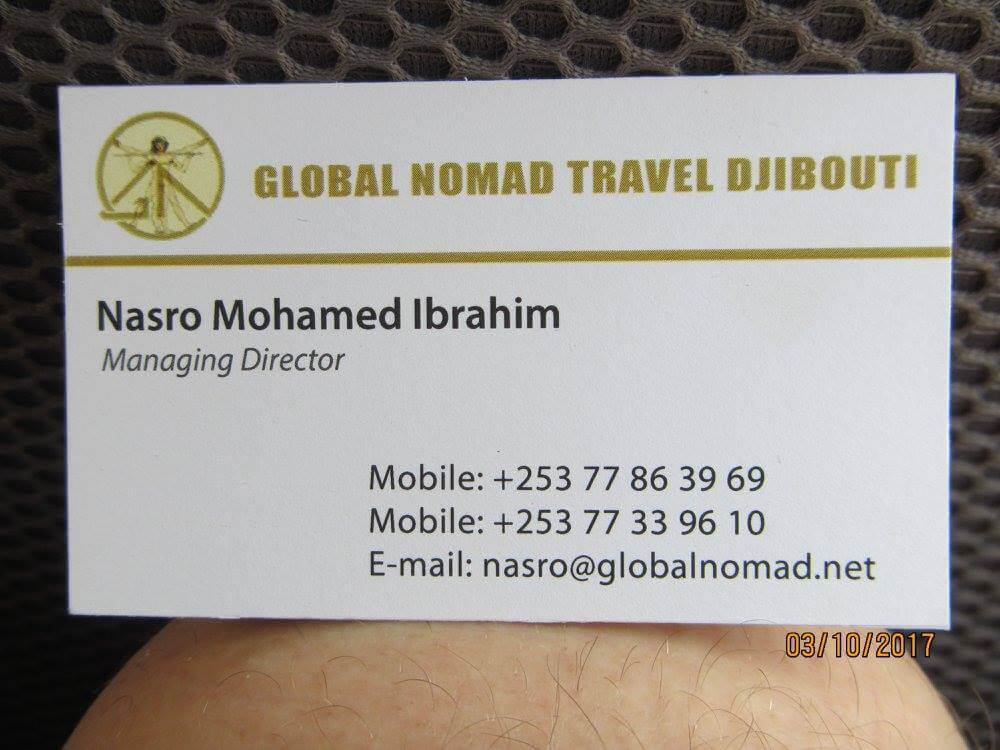 GLOBAL NOMAD TRAVEL DJIBOUTI
Nasro Mohamed Ibrahim
Managing Director
Mobile: +253 77 86 39 69
Mobile: +253 77 33 96 10
E-mail: nasro@globalnomad.net
03/10/2017